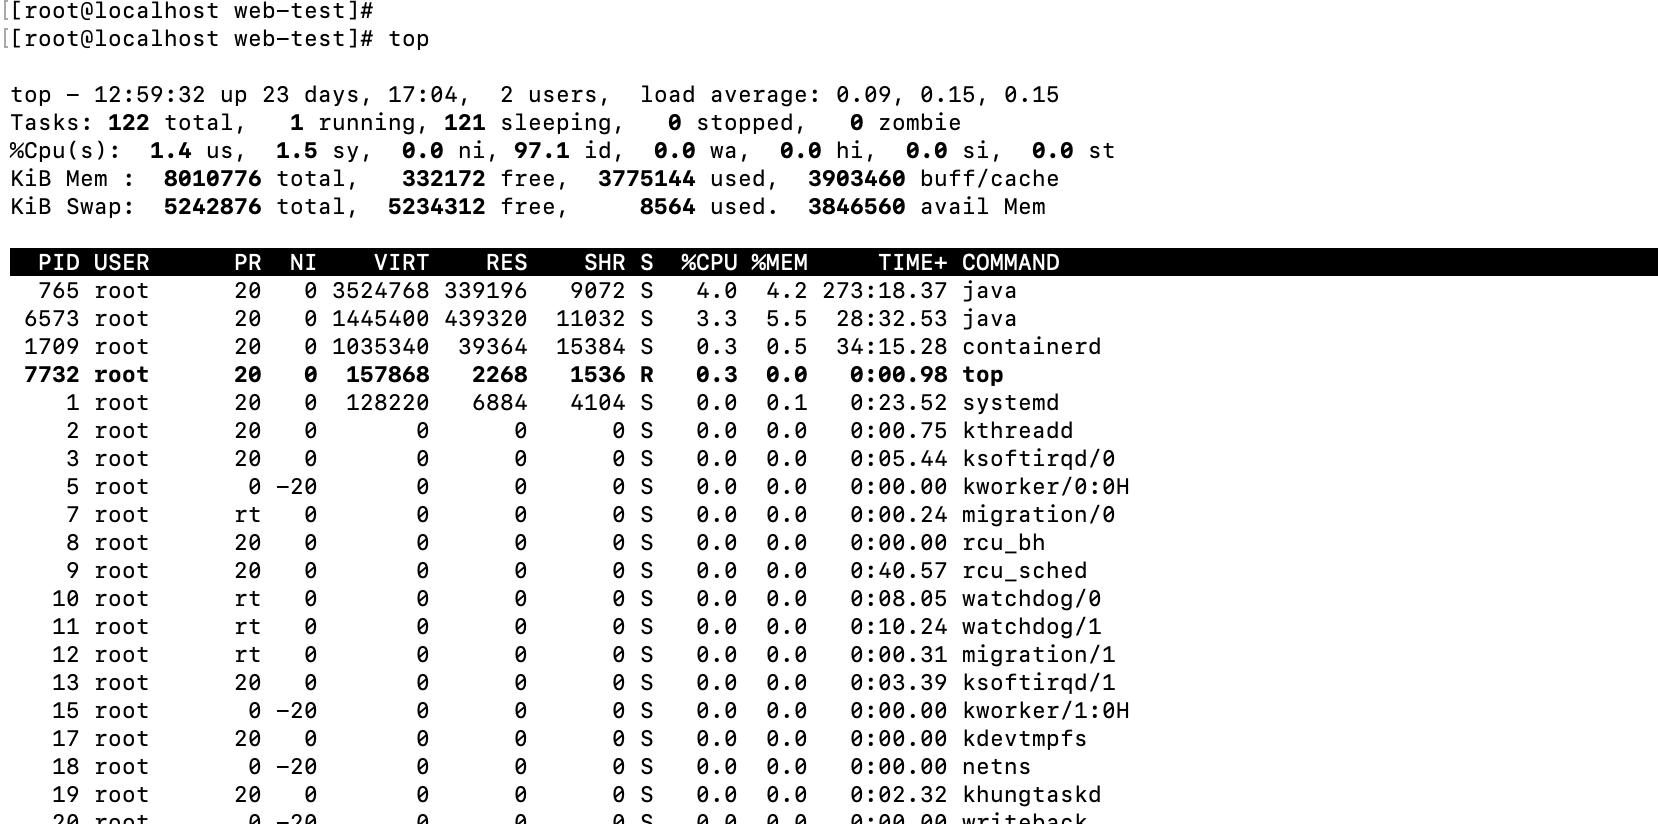 [[root@localhost web-test]#
[[root@localhost web-test]# top
top - 12:59:32 up 23 days, 17:04,  2 users,  load average: 0.09, 0.15, 0.15
Tasks: 122 total,   1 running, 121 sleeping,   0 stopped,   0 zombie
%Cpu(s):  1.4 us,  1.5 sy,  0.0 ni, 97.1 id,  0.0 wa,  0.0 hi,  0.0 si,  0.0 st
KiB Mem :  8010776 total,   332172 free,  3775144 used,  3903460 buff/cache
KiB Swap:  5242876 total,  5234312 free,     8564 used.  3846560 avail Mem
  PID USER      PR  NI    VIRT    RES    SHR S  %CPU %MEM     TIME+ COMMAND
  765 root      20   0 3524768 339196   9072 S   4.0  4.2 273:18.37 java
 6573 root      20   0 1445400 439320  11032 S   3.3  5.5  28:32.53 java
 1709 root      20   0 1035340  39364  15384 S   0.3  0.5  34:15.28 containerd
 7732 root      20   0  157868   2268   1536 R   0.3  0.0   0:00.98 top
    1 root      20   0  128220   6884   4104 S   0.0  0.1   0:23.52 systemd
    2 root      20   0       0      0      0 S   0.0  0.0   0:00.75 kthreadd
    3 root      20   0       0      0      0 S   0.0  0.0   0:05.44 ksoftirqd/0
    5 root       0 -20       0      0      0 S   0.0  0.0   0:00.00 kworker/0:0H
    7 root      rt   0       0      0      0 S   0.0  0.0   0:00.24 migration/0
    8 root      20   0       0      0      0 S   0.0  0.0   0:00.00 rcu_bh
    9 root      20   0       0      0      0 S   0.0  0.0   0:40.57 rcu_sched
   10 root      rt   0       0      0      0 S   0.0  0.0   0:08.05 watchdog/0
   11 root      rt   0       0      0      0 S   0.0  0.0   0:10.24 watchdog/1
   12 root      rt   0       0      0      0 S   0.0  0.0   0:00.31 migration/1
   13 root      20   0       0      0      0 S   0.0  0.0   0:03.39 ksoftirqd/1
   15 root       0 -20       0      0      0 S   0.0  0.0   0:00.00 kworker/1:0H
   17 root      20   0       0      0      0 S   0.0  0.0   0:00.00 kdevtmpfs
   18 root       0 -20       0      0      0 S   0.0  0.0   0:00.00 netns
   19 root      20   0       0      0      0 S   0.0  0.0   0:02.32 khungtaskd
   20 root       0 -20       0      0      0 S   0.0  0.0   0:00.00 writeback